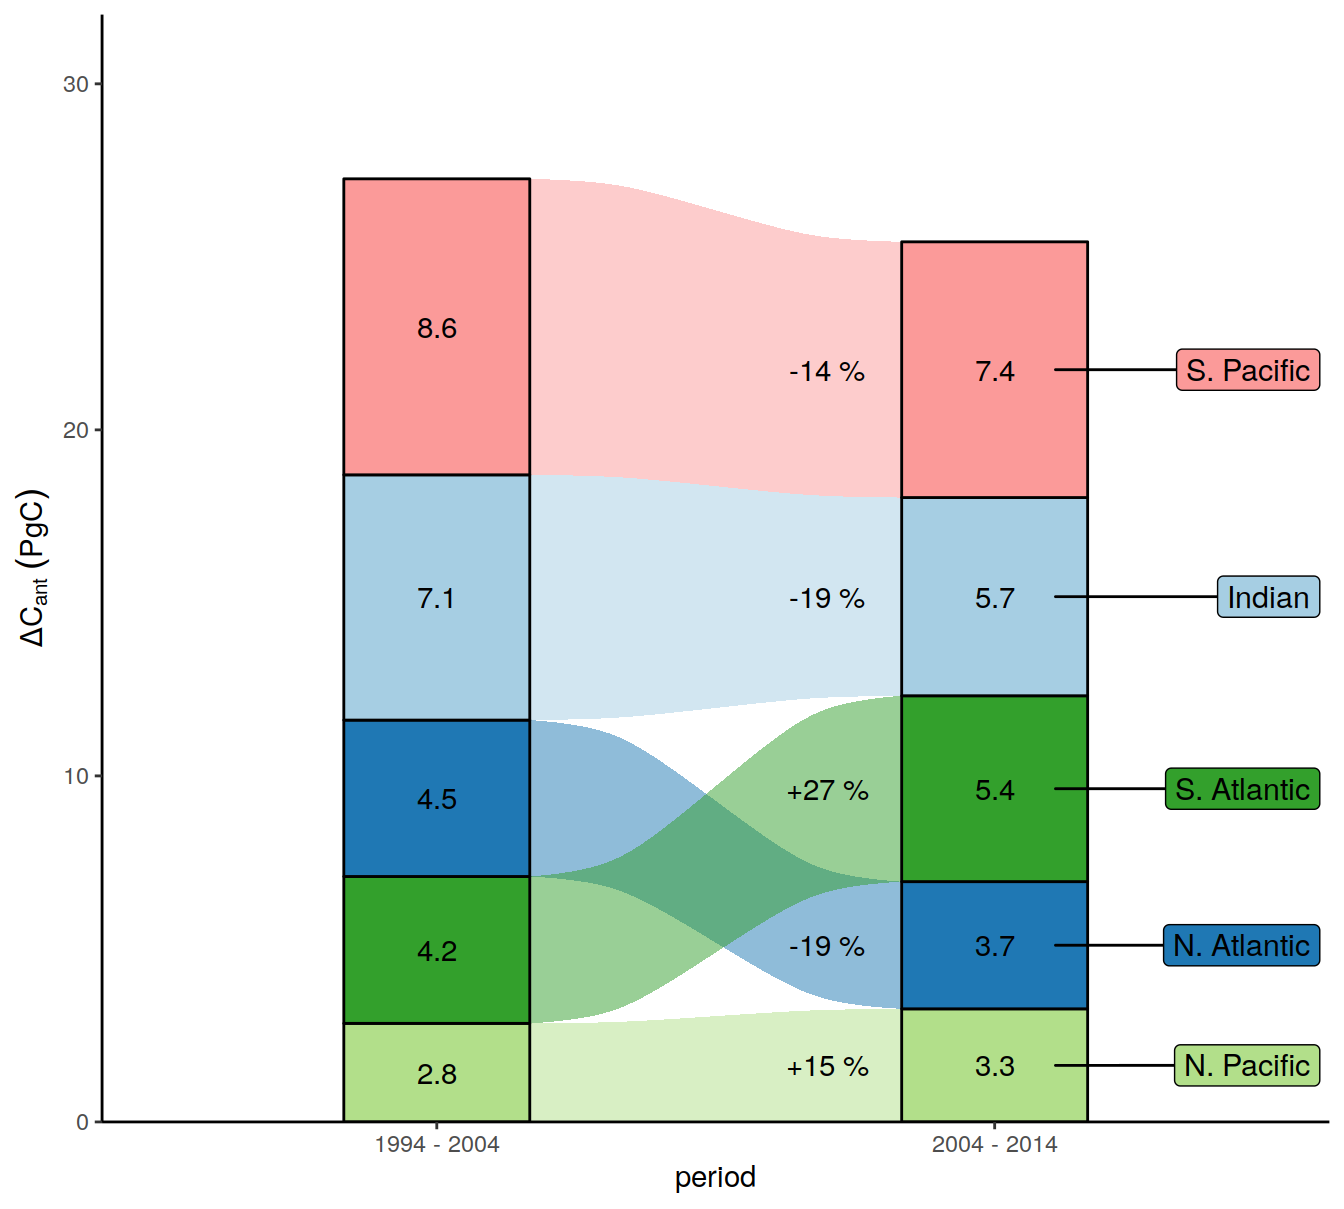 30
20
10
0
ΔCant (PgC)
8.6
7.1
4.5
4.2
2.8
-14 %
-19 %
+27 %
-19 %
+15 %
7.4
5.7
5.4
3.7
3.3
S. Pacific
Indian
S. Atlantic
N. Atlantic
N. Pacific
1994 - 2004
2004 - 2014
period